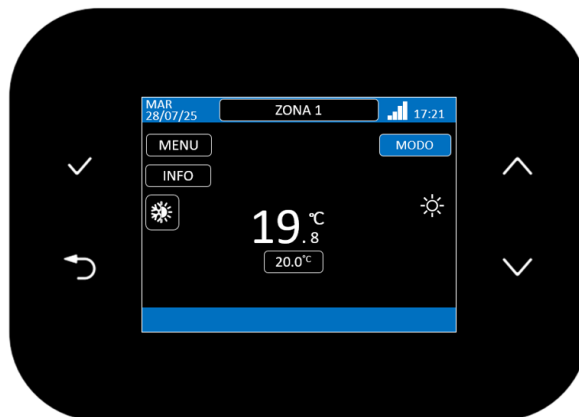 MAR
28/07/25
ZONA 1
17:21
MENU
MODO
INFO
19.8 °C
20.0°C